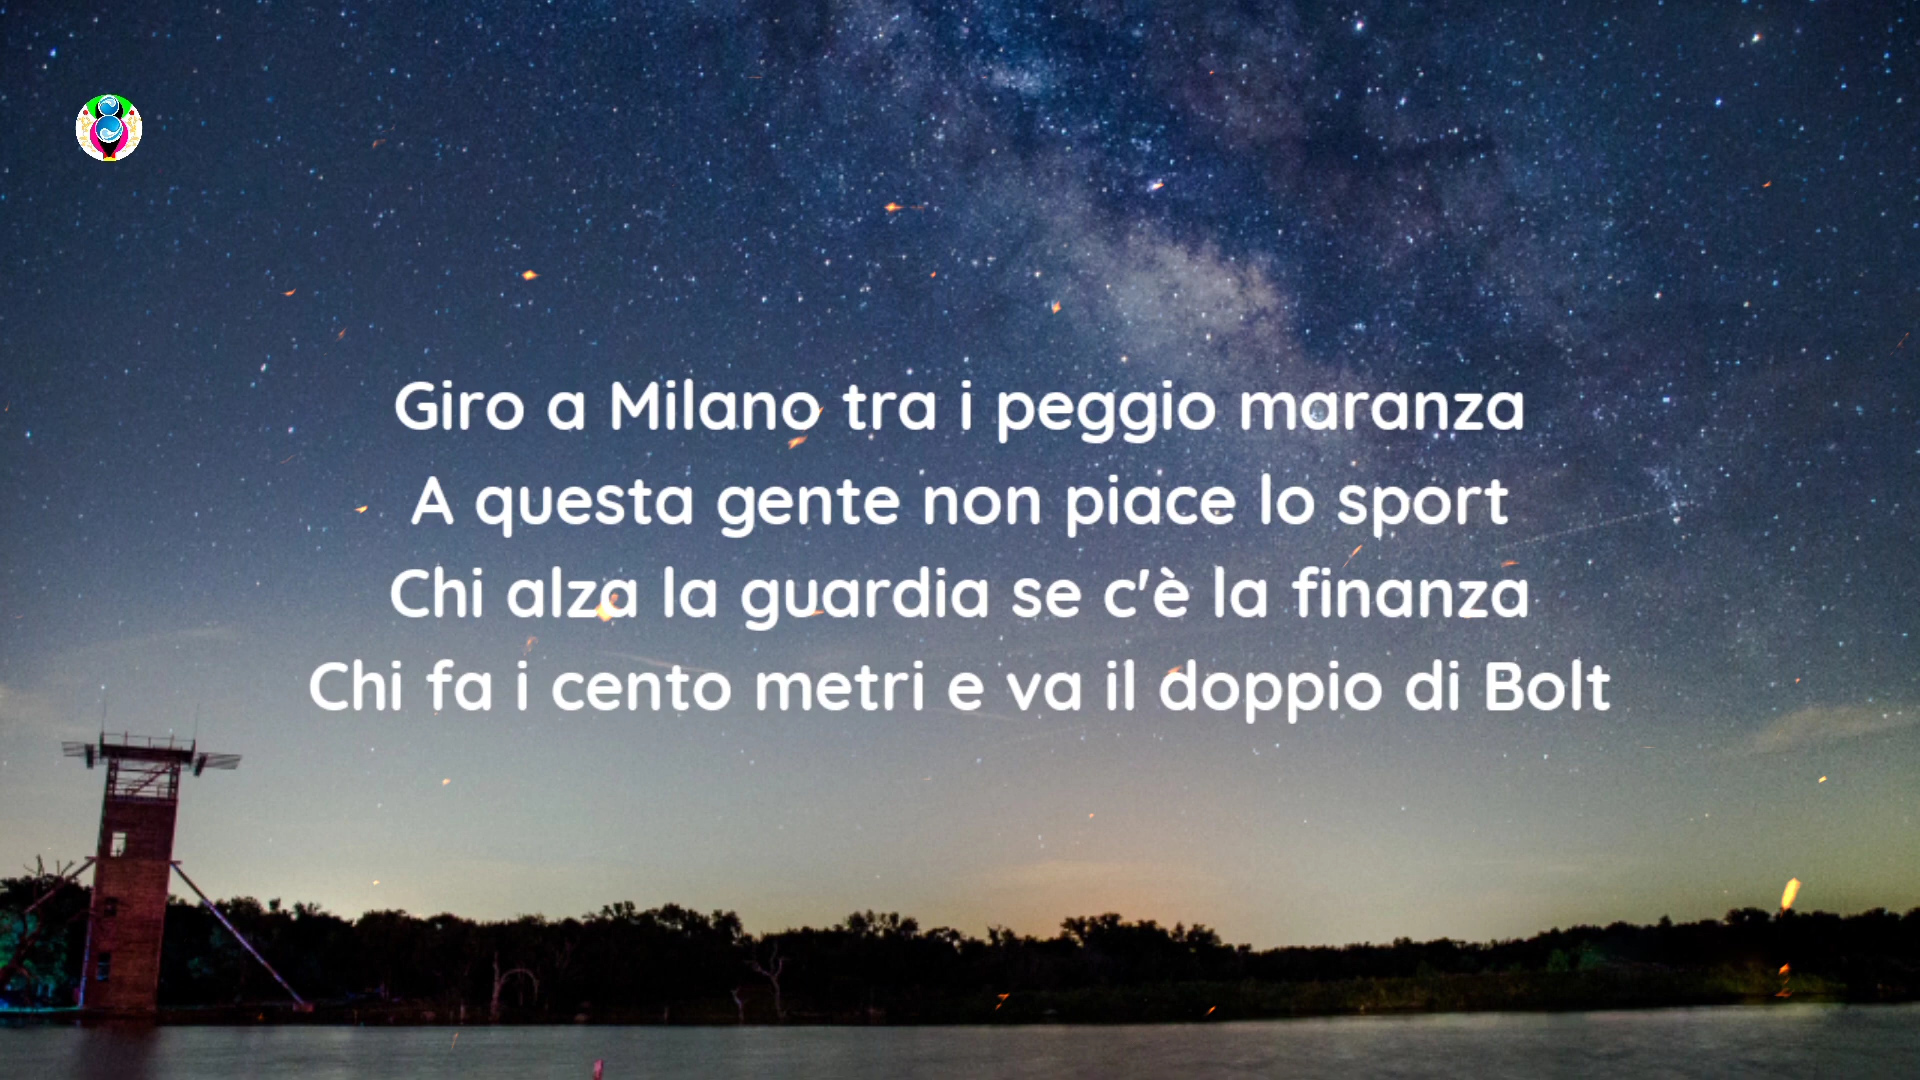 Giro a Milano tra i peggio maranza
A questa gente non piace lo sport
Chi alza la guardia se c'è la finanza
Chi fa i cento metri e va il doppio di Bolt